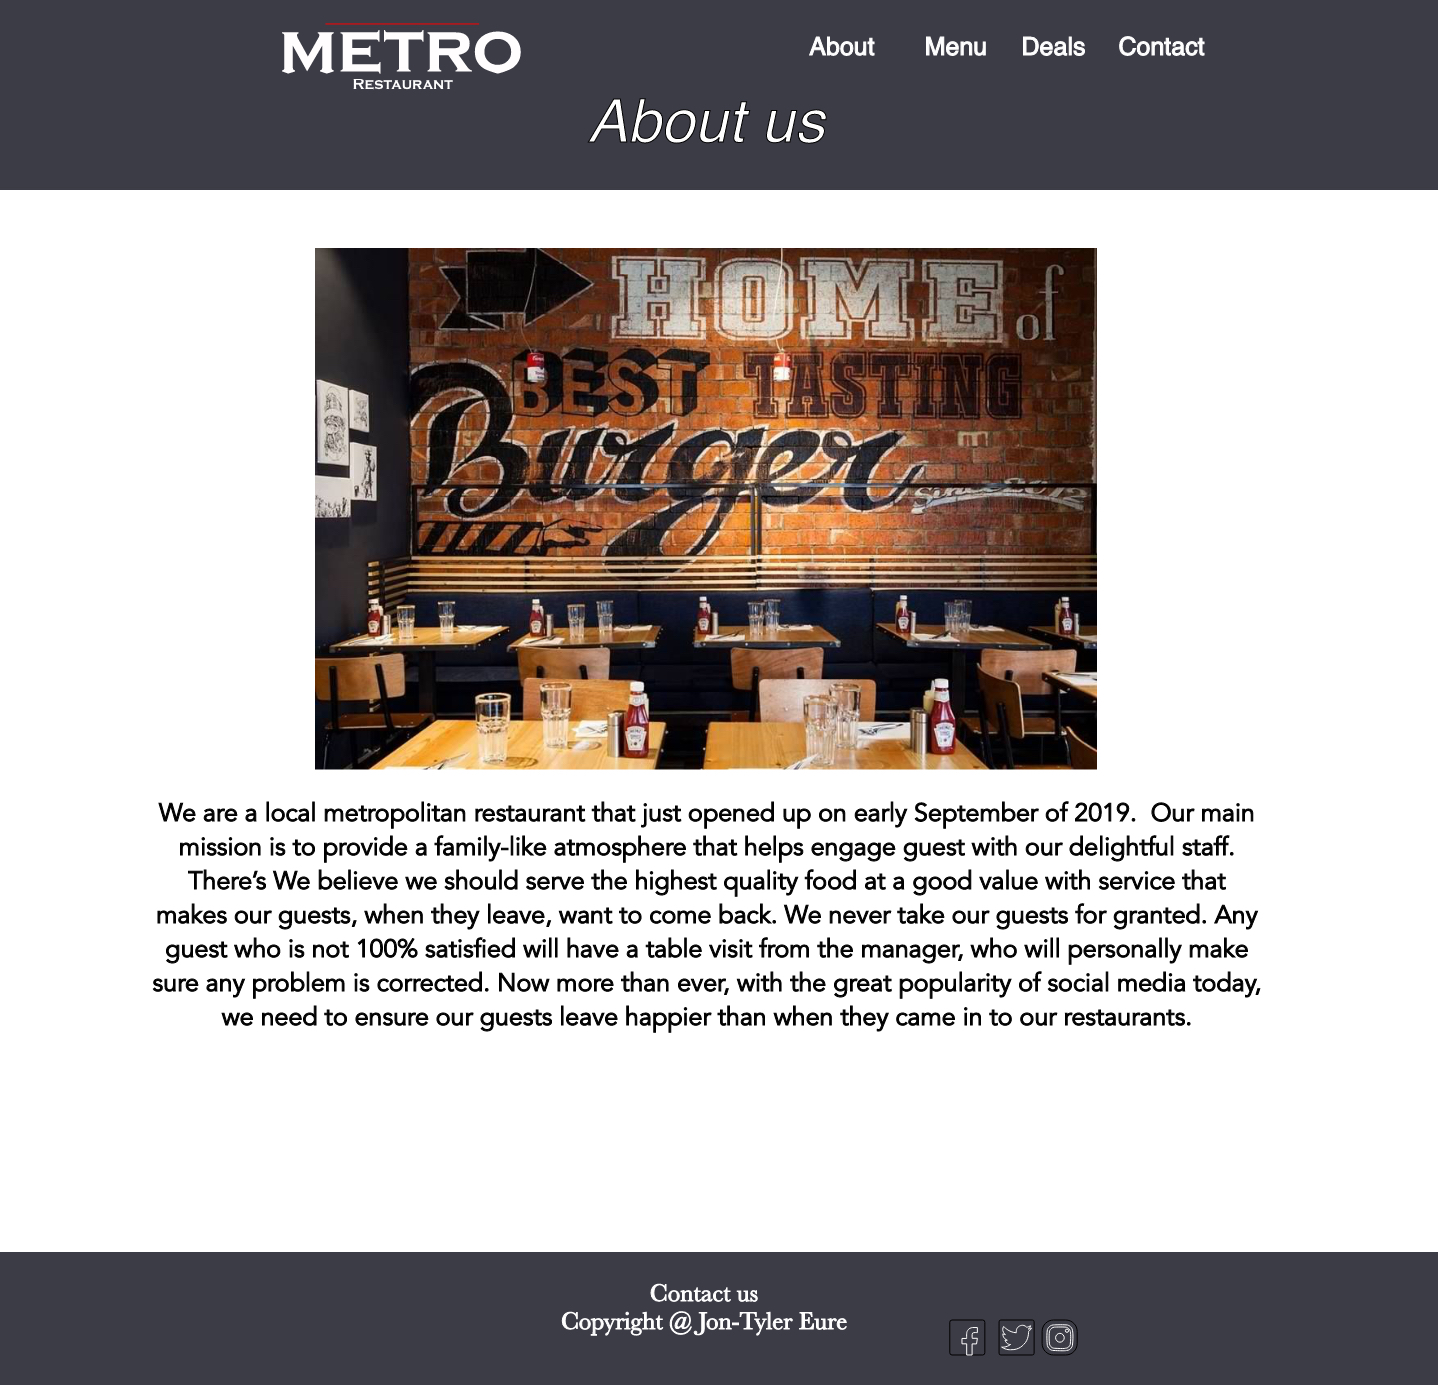 METRO
RESTAURANT
About Menu Deals Contact
About us
HOME of
BEST TASTING
Burger
Since 2012
We are a local metropolitan restaurant that just opened up on early September of 2019.  Our main
mission is to provide a family-like atmosphere that helps engage guest with our delightful staff.
There’s We believe we should serve the highest quality food at a good value with service that
makes our guests, when they leave, want to come back. We never take our guests for granted. Any
guest who is not 100% satisfied will have a table visit from the manager, who will personally make
sure any problem is corrected. Now more than ever, with the great popularity of social media today,
we need to ensure our guests leave happier than when they came in to our restaurants.
Contact us
Copyright @ Jon-Tyler Eure